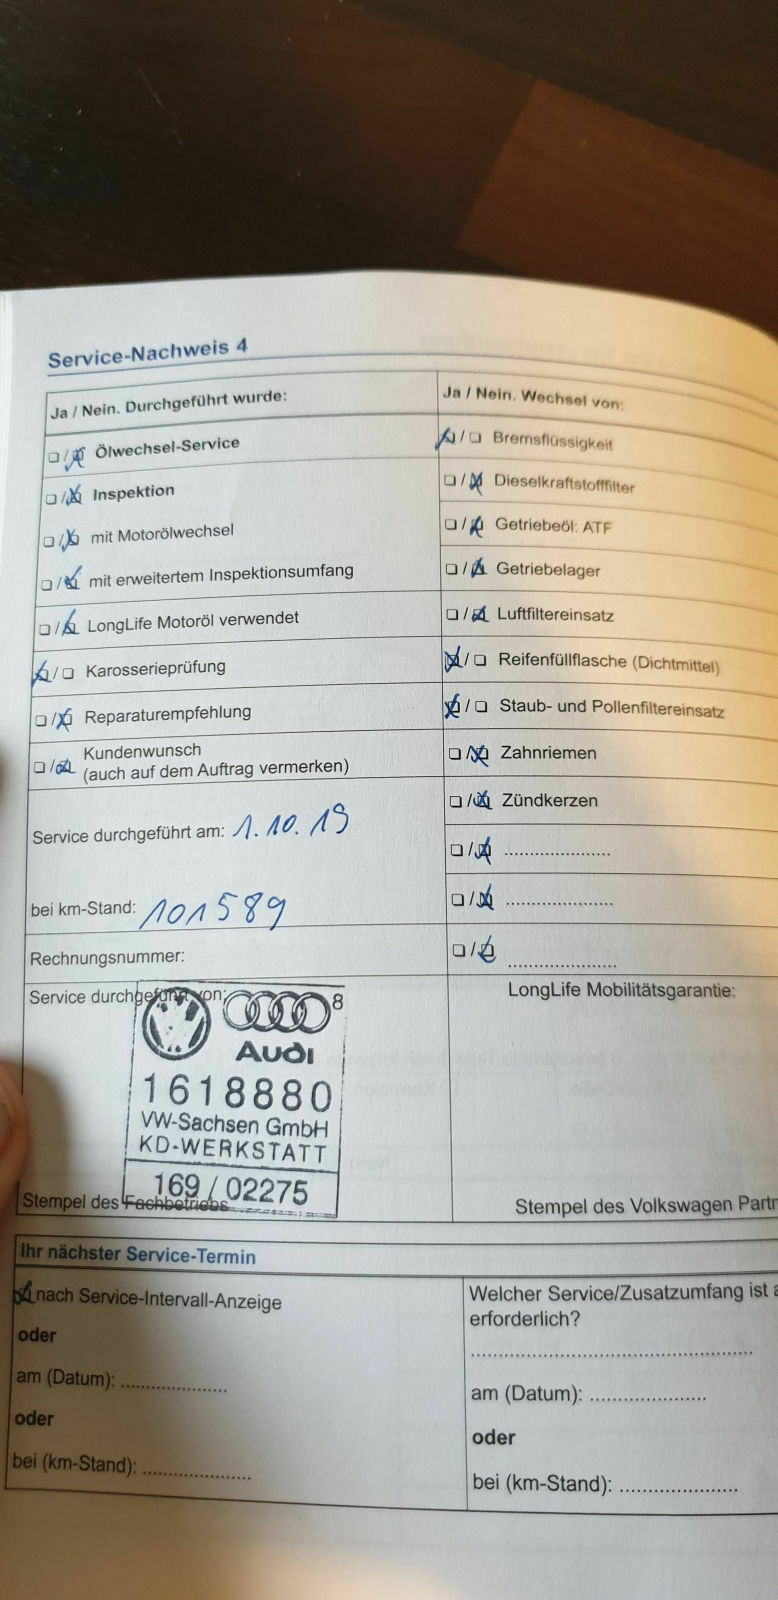 Service-Nachweis 4
Ja / Nein. Durchgeführt wurde:
☐/☒ Ölwechsel-Service
☐/☒ Inspektion
☐/☒ mit Motorölwechsel
☐/☒ mit erweitertem Inspektionsumfang
☐/☒ LongLife Motoröl verwendet
☒/☐ Karosserieprüfung
☐/☒ Reparaturempfehlung
☐/☒ Kundenwunsch
(auch auf dem Auftrag vermerken)
Service durchgeführt am: 1.10.19
bei km-Stand: 101589
Rechnungsnummer:
Service durchgeführt von:
8
Audi
1618880
VW-Sachsen GmbH
KD-WERKSTATT
169 / 02275
Stempel des Fachbetriebs
Ja / Nein. Wechsel von:
☒/☐ Bremsflüssigkeit
☐/☒ Dieselkraftstofffilter
☐/☒ Getriebeöl: ATF
☐/☒ Getriebelager
☐/☒ Luftfiltereinsatz
☒/☐ Reifenfüllflasche (Dichtmittel)
☒/☐ Staub- und Pollenfiltereinsatz
☐/☒ Zahnriemen
☐/☒ Zündkerzen
☐/☒ .....................
☐/☒ .....................
☐/☒ .....................
LongLife Mobilitätsgarantie:
Stempel des Volkswagen Partn
Ihr nächster Service-Termin
☒ nach Service-Intervall-Anzeige
oder
am (Datum): .....................
oder
bei (km-Stand): .....................
Welcher Service/Zusatzumfang ist a
erforderlich?
.....................................................
am (Datum): .....................
oder
bei (km-Stand): .....................